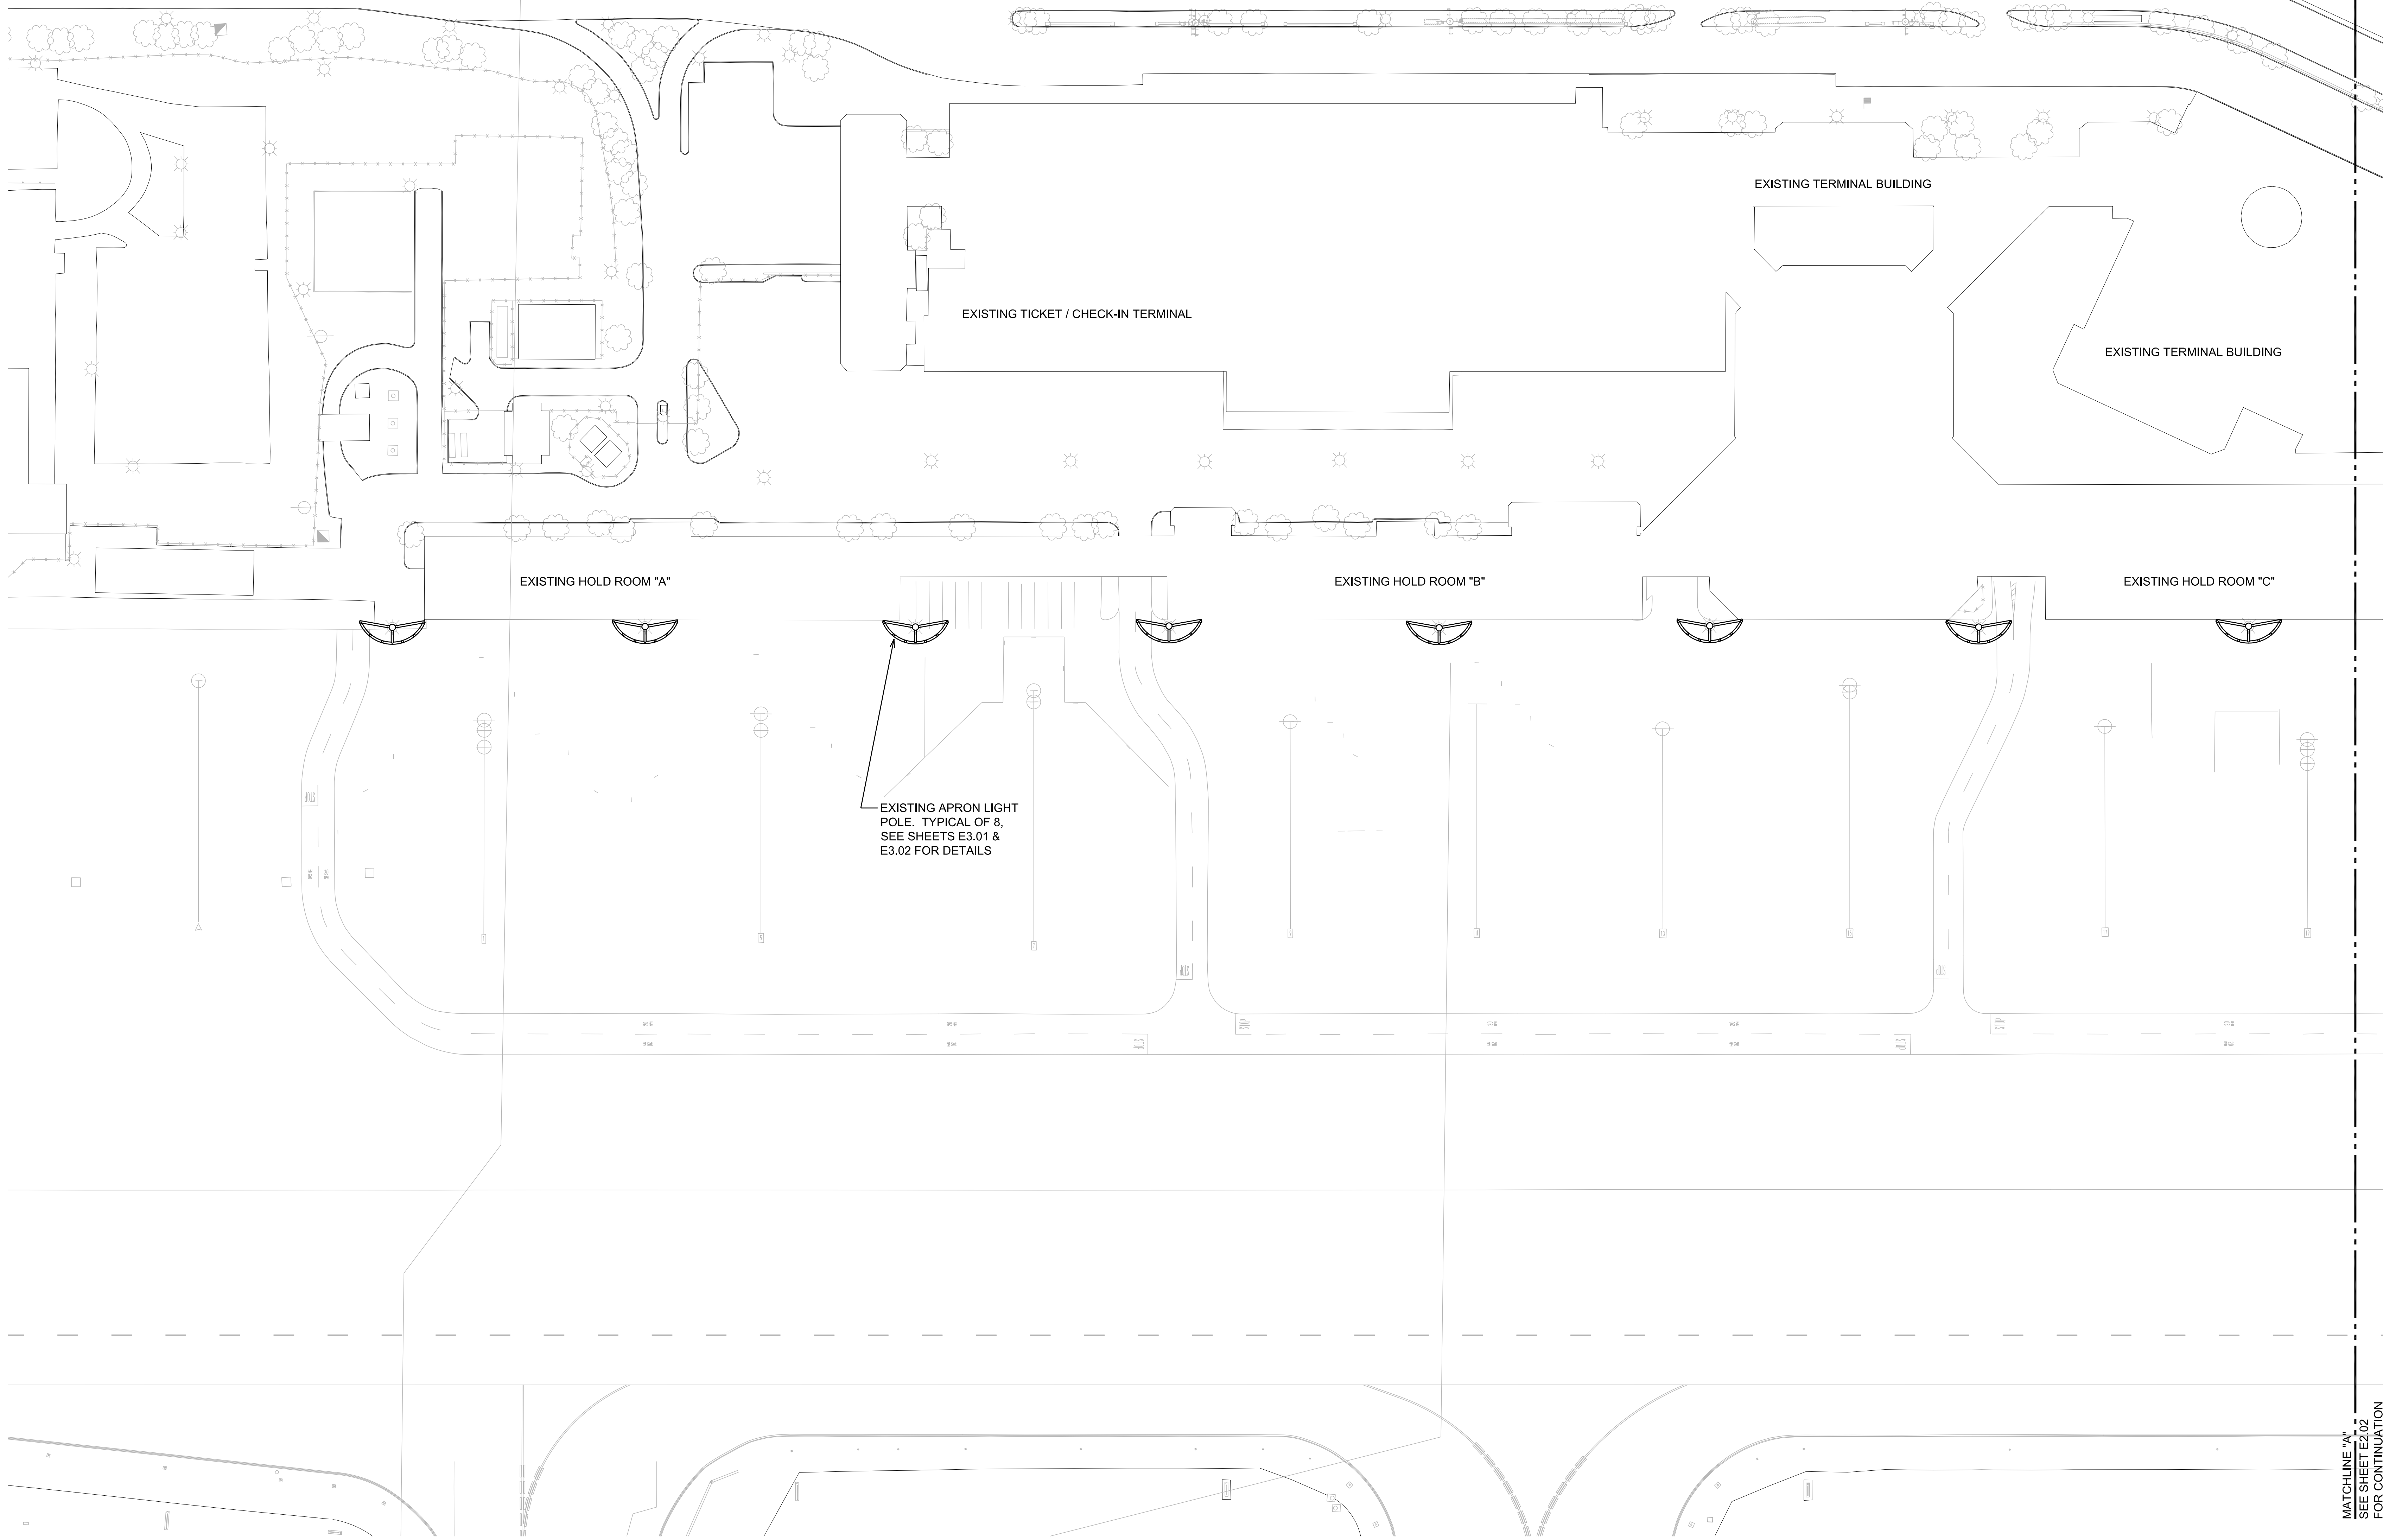 EXISTING TERMINAL BUILDING
EXISTING TICKET / CHECK-IN TERMINAL
EXISTING TERMINAL BUILDING
EXISTING HOLD ROOM "A"
EXISTING HOLD ROOM "B"
EXISTING HOLD ROOM "C"
EXISTING APRON LIGHT
POLE. TYPICAL OF 8,
SEE SHEETS E3.01 &
E3.02 FOR DETAILS
MATCHLINE "A"
SEE SHEET E2.02
FOR CONTINUATION